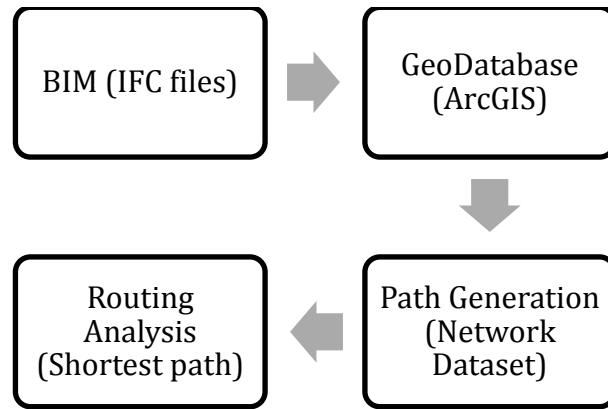 BIM (IFC files)
GeoDatabase
(ArcGIS)
Path Generation
(Network
Dataset)
Routing
Analysis
(Shortest path)